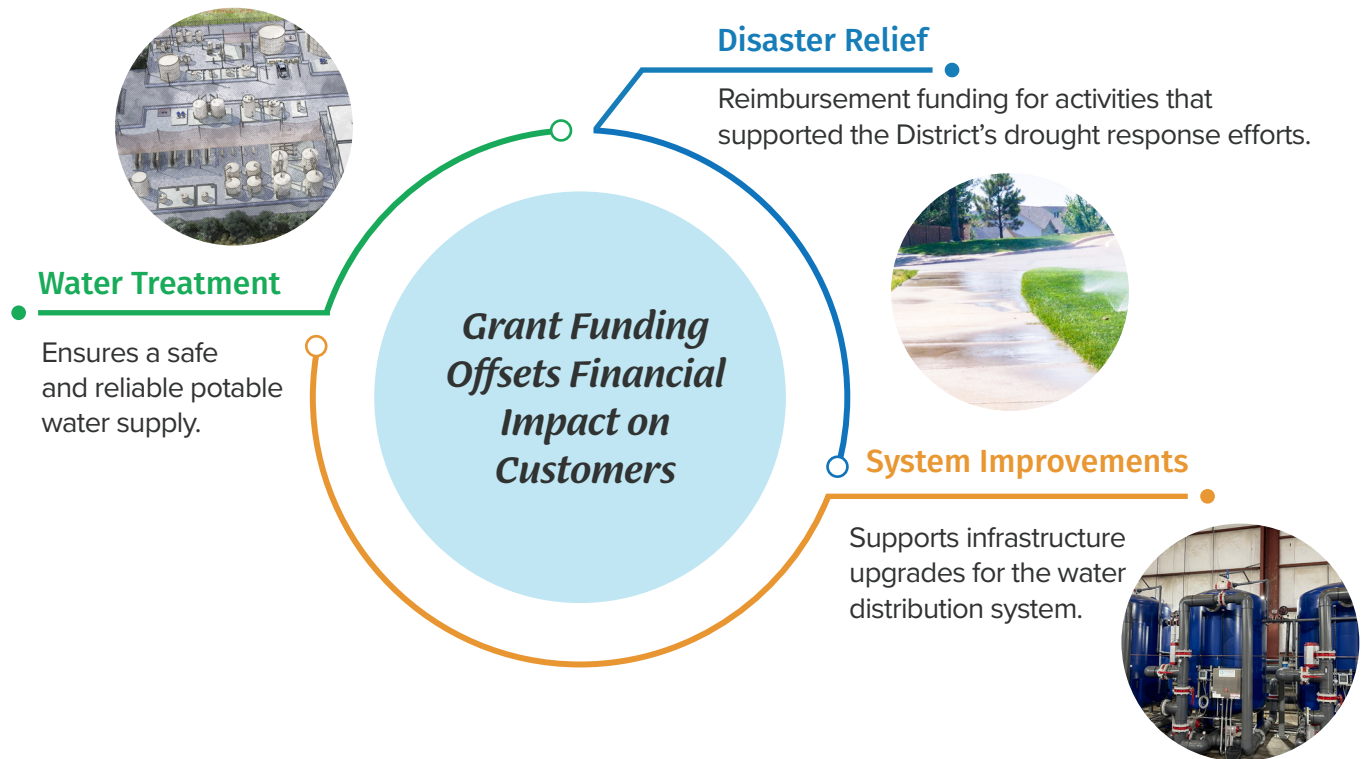 Disaster Relief
Reimbursement funding for activities that
supported the District’s drought response efforts.
Water Treatment
Ensures a safe
and reliable potable
water supply.
Grant Funding
Offsets Financial
Impact on
Customers
System Improvements
Supports infrastructure
upgrades for the water
distribution system.